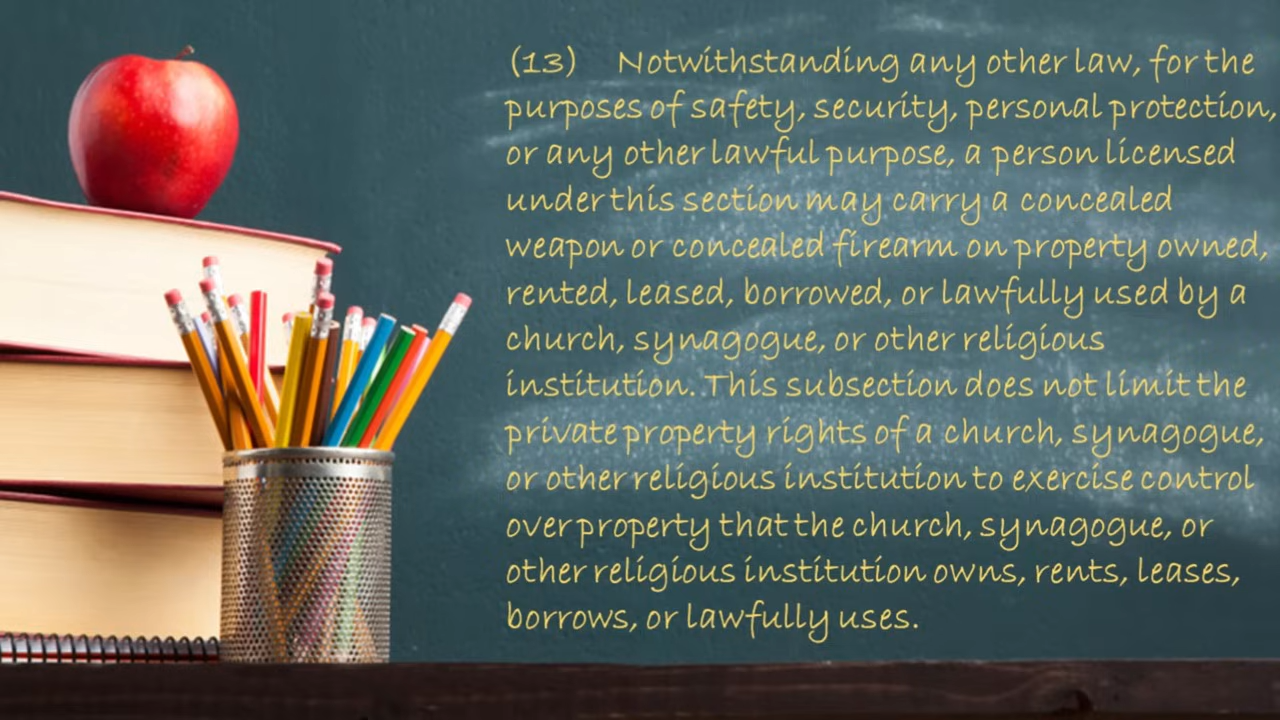 (13) Notwithstanding any other law, for the
purposes of safety, security, personal protection,
or any other lawful purpose, a person licensed
under this section may carry a concealed
weapon or concealed firearm on property owned,
rented, leased, borrowed, or lawfully used by a
church, synagogue, or other religious
institution. This subsection does not limit the
private property rights of a church, synagogue,
or other religious institution to exercise control
over property that the church, synagogue, or
other religious institution owns, rents, leases,
borrows, or lawfully uses.